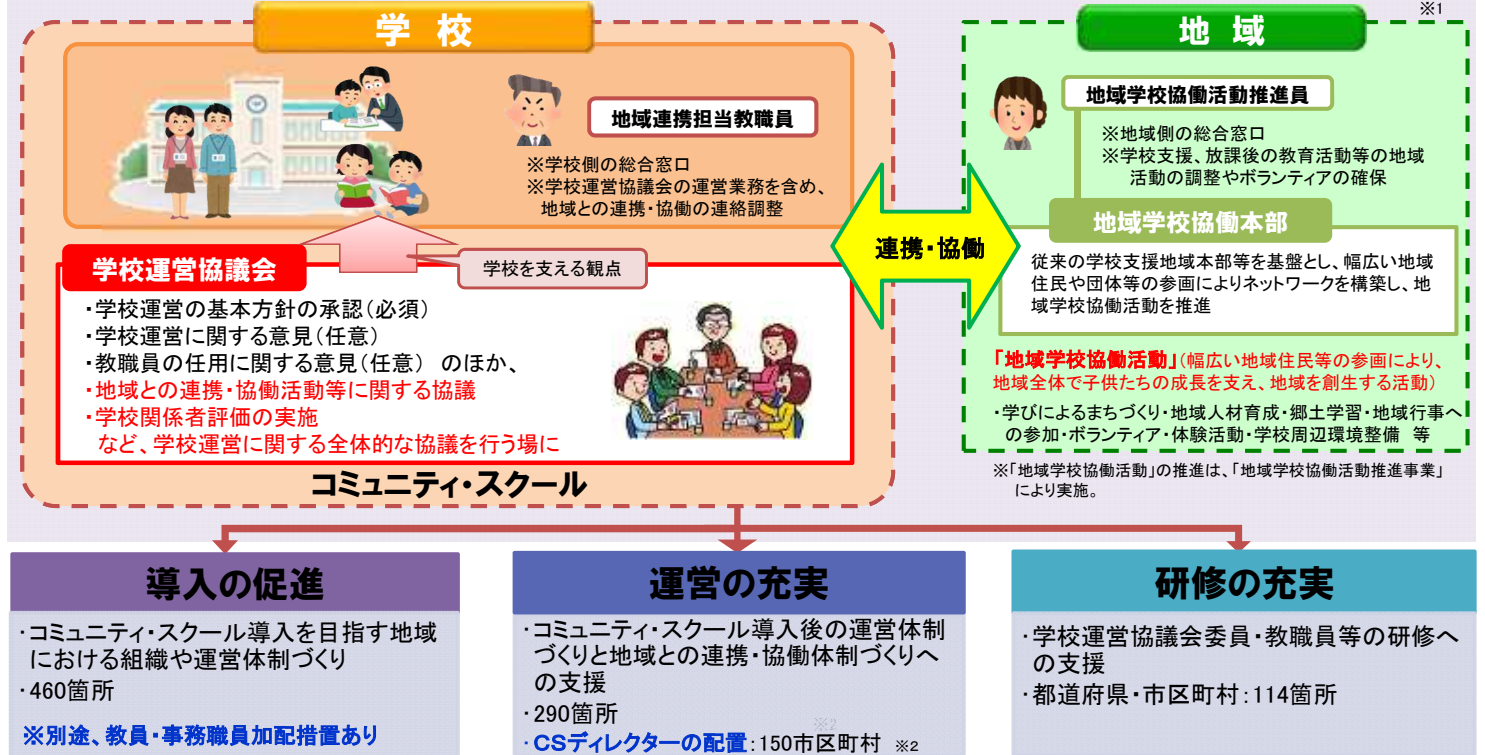 ※1
学 校
地域連携担当教職員
※学校側の総合窓口
※学校運営協議会の運営業務を含め、
地域との連携・協働の連絡調整
学校運営協議会
学校を支える観点
・学校運営の基本方針の承認(必須)
・学校運営に関する意見(任意)
・教職員の任用に関する意見(任意) のほか、
・地域との連携・協働活動等に関する協議
・学校関係者評価の実施
など、学校運営に関する全体的な協議を行う場に
コミュニティ・スクール
連携・協働
地 域
地域学校協働活動推進員
※地域側の総合窓口
※学校支援、放課後の教育活動等の地域
活動の調整やボランティアの確保
地域学校協働本部
従来の学校支援地域本部等を基盤とし、幅広い地域
住民や団体等の参画によりネットワークを構築し、地
域学校協働活動を推進
「地域学校協働活動」(幅広い地域住民等の参画により、
地域全体で子供たちの成長を支え、地域を創生する活動)
・学びによるまちづくり・地域人材育成・郷土学習・地域行事へ
の参加・ボランティア・体験活動・学校周辺環境整備 等
※「地域学校協働活動」の推進は、「地域学校協働活動推進事業」
により実施。
導入の促進
・コミュニティ・スクール導入を目指す地域
における組織や運営体制づくり
・460箇所
※別途、教員・事務職員加配措置あり
運営の充実
・コミュニティ・スクール導入後の運営体制
づくりと地域との連携・協働体制づくりへ
の支援
・290箇所
※2
・CSディレクターの配置:150市区町村 ※2
研修の充実
・学校運営協議会委員・教職員等の研修へ
の支援
・都道府県・市区町村:114箇所